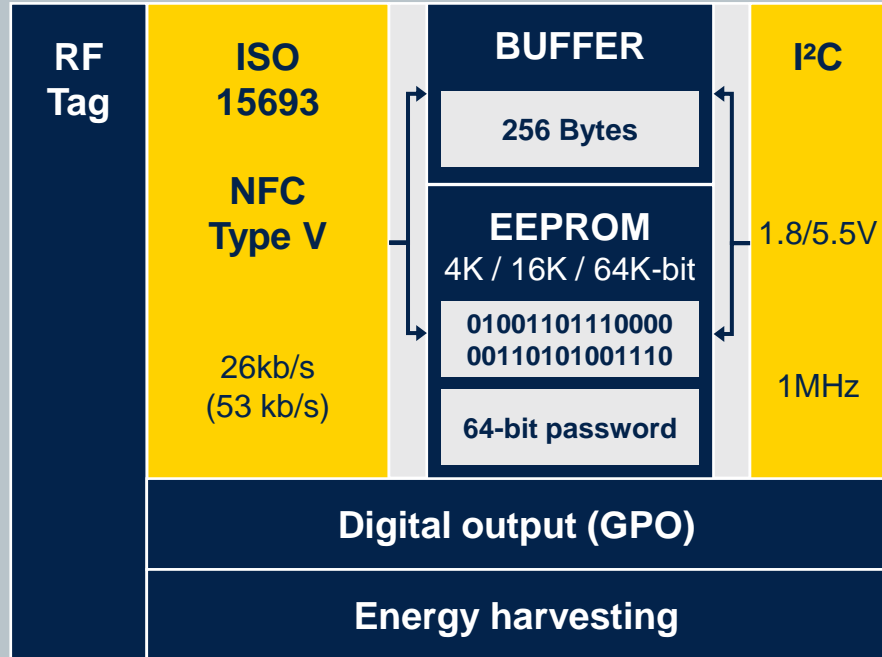 RF
Tag
ISO
15693
NFC
Type V
26kb/s
(53 kb/s)
BUFFER
256 Bytes
EEPROM
4K / 16K / 64K-bit
01001101110000
00110101001110
64-bit password
I²C
1.8/5.5V
1MHz
Digital output (GPO)
Energy harvesting